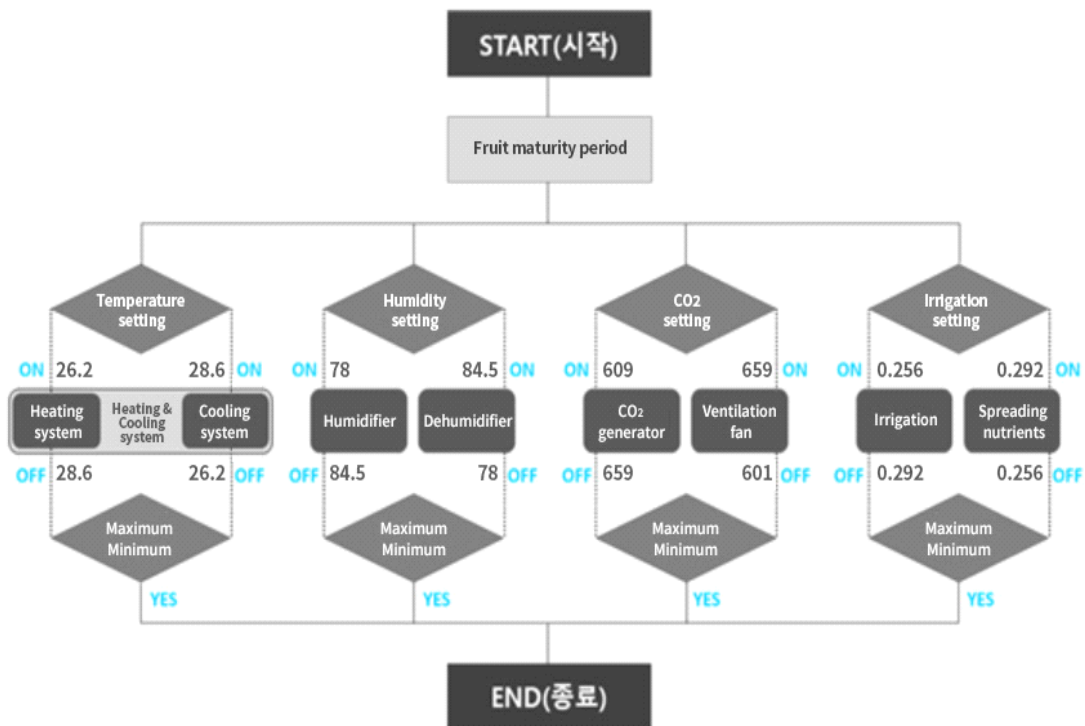 START(시작)
Fruit maturity period
Temperature
setting
Humidity
setting
CO2
setting
Irrigation
setting
ON 26.2 28.6 ON
ON 78 84.5 ON
ON 609 659 ON
ON 0.256 0.292 ON
Heating
system
Heating &
Cooling
system
Cooling
system
Humidifier
Dehumidifier
CO2
generator
Ventilation
fan
Irrigation
Spreading
nutrients
OFF 28.6 26.2 OFF
OFF 84.5 78 OFF
OFF 659 601 OFF
OFF 0.292 0.256 OFF
Maximum
Minimum
Maximum
Minimum
Maximum
Minimum
Maximum
Minimum
YES
YES
YES
YES
END(종료)